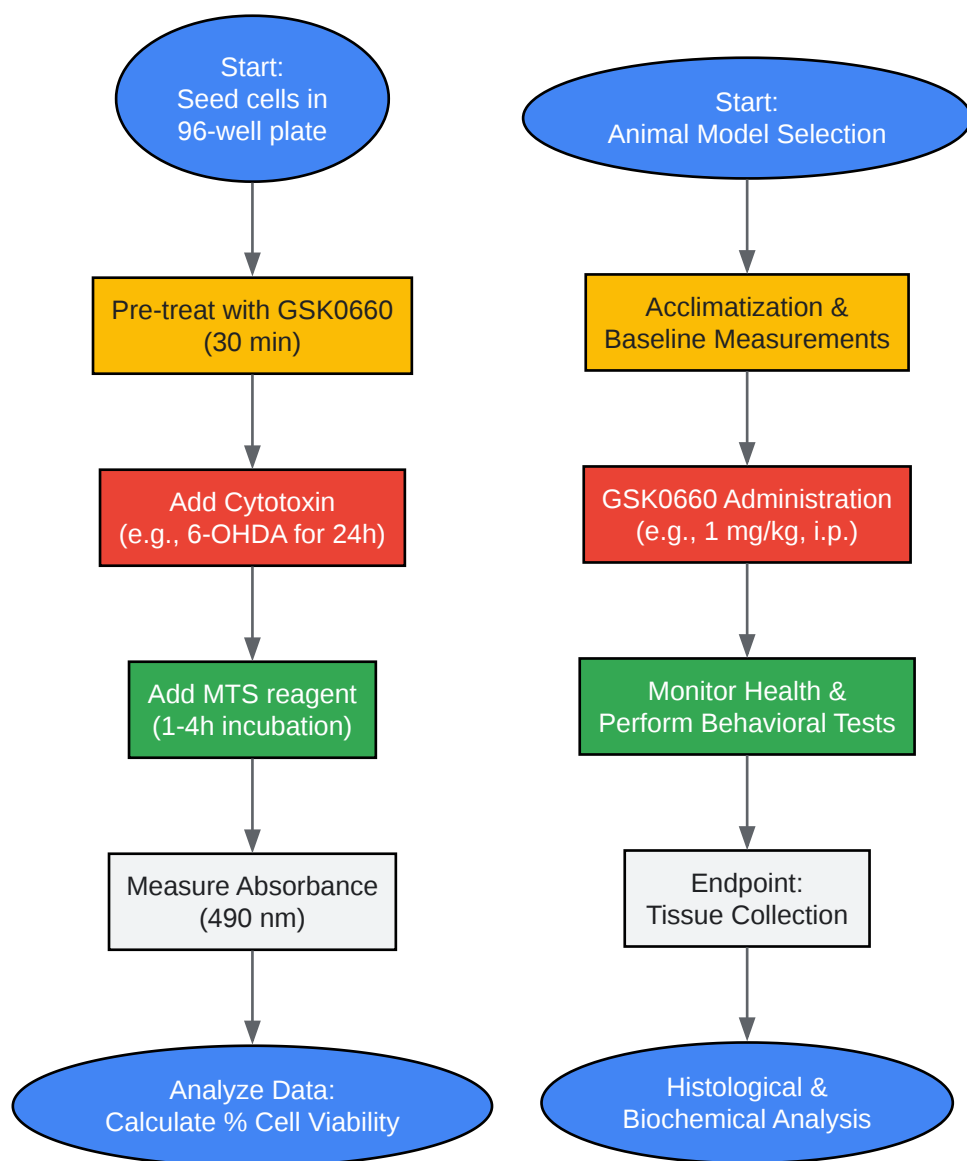 Start:
Seed cells in
96-well plate
Pre-treat with GSK0660
(30 min)
Add Cytotoxin
(e.g., 6-OHDA for 24h)
Add MTS reagent
(1-4h incubation)
Measure Absorbance
(490 nm)
Analyze Data:
Calculate % Cell Viability
Start:
Animal Model Selection
Acclimatization &
Baseline Measurements
GSK0660 Administration
(e.g., 1 mg/kg, i.p.)
Monitor Health &
Perform Behavioral Tests
Endpoint:
Tissue Collection
Histological &
Biochemical Analysis